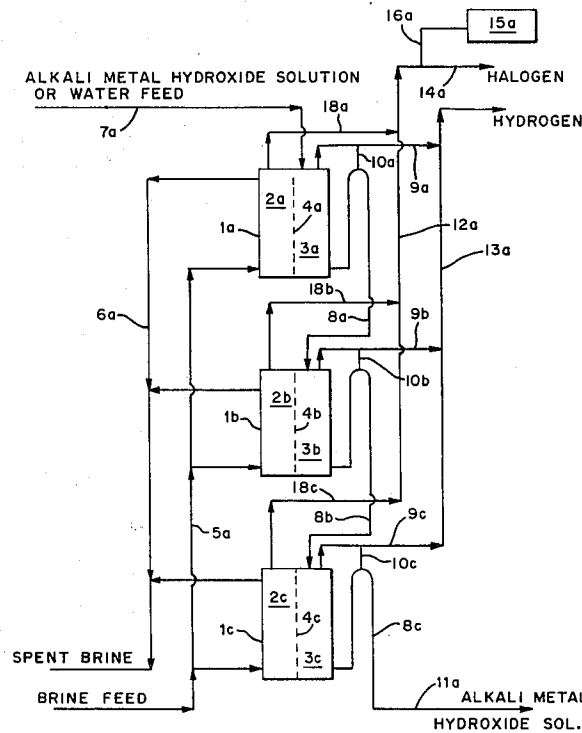 16a
15a
ALKALI METAL HYDROXIDE SOLUTION
OR WATER FEED
7a
18a
14a
HALOGEN
HYDROGEN
10a
9a
2a
4a
1a
3a
12a
13a
6a
18b
8a
9b
10b
2b
4b
1b
3b
18c
8b
9c
5a
10c
2c
4c
1c
3c
8c
SPENT BRINE
BRINE FEED
11a
ALKALI METAL
HYDROXIDE SOL.